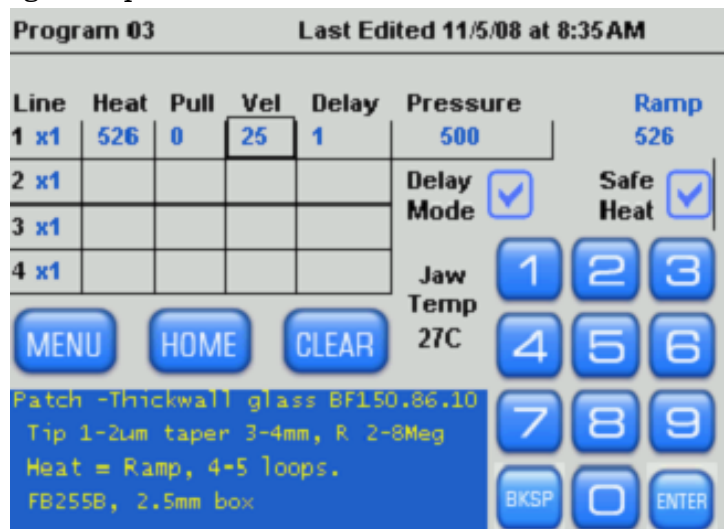 Program 03 Last Edited 11/5/08 at 8:35AM
Line Heat Pull Vel Delay Pressure Ramp
1 x1 526 0 25 1 500 526
2 x1
Delay Mode Safe Heat
3 x1
4 x1
Jaw Temp 27C
1 2 3
MENU HOME CLEAR
4 5 6
Patch -Thickwall glass BF150.86.10
Tip 1-2µm taper 3-4mm, R 2-8Meg
Heat = Ramp, 4-5 loops.
FB255B, 2.5mm box
7 8 9
BKSP 0 ENTER